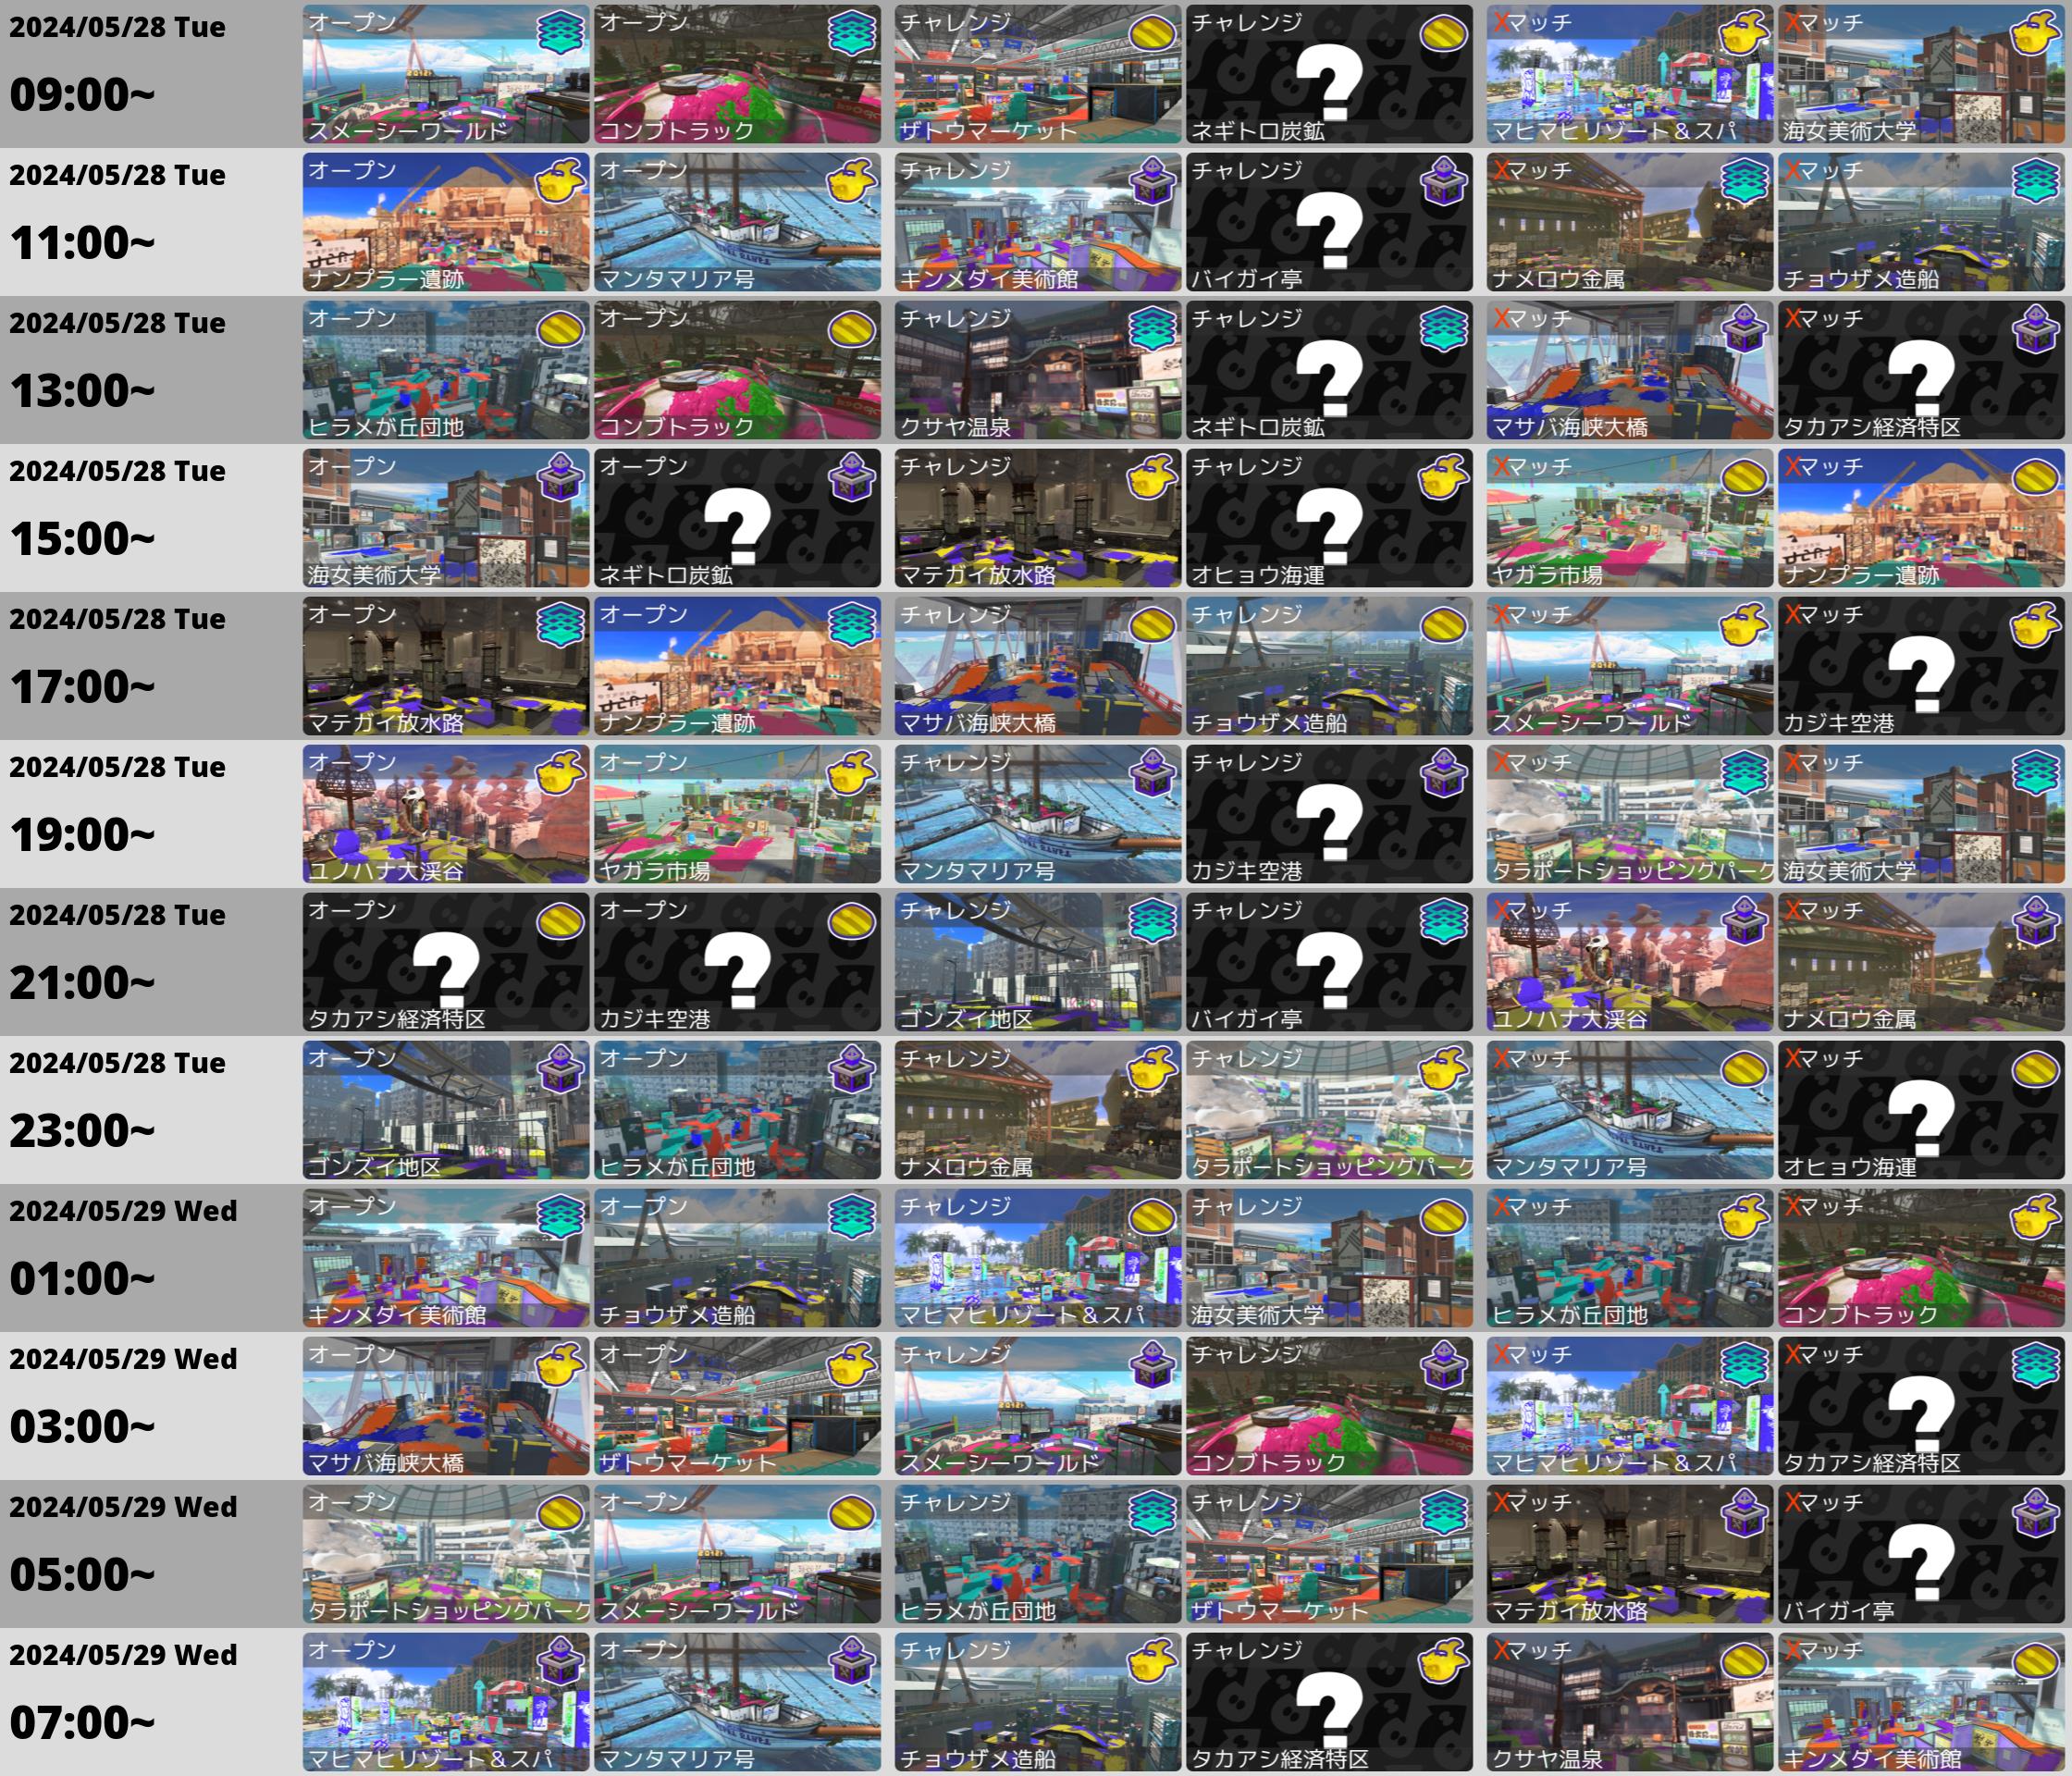 2024/05/28 Tue
09:00~
オープン オープン チャレンジ チャレンジ Xマッチ Xマッチ
スメーシーワールド コンブトラック ザトウマーケット ネギトロ炭鉱 マヒマヒリゾート＆スパ 海女美術大学
2024/05/28 Tue
11:00~
オープン オープン チャレンジ チャレンジ Xマッチ Xマッチ
ナンプラー遺跡 マンタマリア号 キンメダイ美術館 バイガイ亭 ナメロウ金属 チョウザメ造船
2024/05/28 Tue
13:00~
オープン オープン チャレンジ チャレンジ Xマッチ Xマッチ
ヒラメが丘団地 コンブトラック クサヤ温泉 ネギトロ炭鉱 マサバ海峡大橋 タカアシ経済特区
2024/05/28 Tue
15:00~
オープン オープン チャレンジ チャレンジ Xマッチ Xマッチ
海女美術大学 ネギトロ炭鉱 マテガイ放水路 オヒョウ海運 ヤガラ市場 ナンプラー遺跡
2024/05/28 Tue
17:00~
オープン オープン チャレンジ チャレンジ Xマッチ Xマッチ
マテガイ放水路 ナンプラー遺跡 マサバ海峡大橋 チョウザメ造船 スメーシーワールド カジキ空港
2024/05/28 Tue
19:00~
オープン オープン チャレンジ チャレンジ Xマッチ Xマッチ
ユノハナ大渓谷 ヤガラ市場 マンタマリア号 カジキ空港 タラポートショッピングパーク 海女美術大学
2024/05/28 Tue
21:00~
オープン オープン チャレンジ チャレンジ Xマッチ Xマッチ
タカアシ経済特区 カジキ空港 ゴンズイ地区 バイガイ亭 ユノハナ大渓谷 ナメロウ金属
2024/05/28 Tue
23:00~
オープン オープン チャレンジ チャレンジ Xマッチ Xマッチ
ゴンズイ地区 ヒラメが丘団地 ナメロウ金属 タラポートショッピングパーク マンタマリア号 オヒョウ海運
2024/05/29 Wed
01:00~
オープン オープン チャレンジ チャレンジ Xマッチ Xマッチ
キンメダイ美術館 チョウザメ造船 マヒマヒリゾート＆スパ 海女美術大学 ヒラメが丘団地 コンブトラック
2024/05/29 Wed
03:00~
オープン オープン チャレンジ チャレンジ Xマッチ Xマッチ
マサバ海峡大橋 ザトウマーケット スメーシーワールド コンブトラック マヒマヒリゾート＆スパ タカアシ経済特区
2024/05/29 Wed
05:00~
オープン オープン チャレンジ チャレンジ Xマッチ Xマッチ
タラポートショッピングパーク スメーシーワールド ヒラメが丘団地 ザトウマーケット マテガイ放水路 バイガイ亭
2024/05/29 Wed
07:00~
オープン オープン チャレンジ チャレンジ Xマッチ Xマッチ
マヒマヒリゾート＆スパ マンタマリア号 チョウザメ造船 タカアシ経済特区 クサヤ温泉 キンメダイ美術館